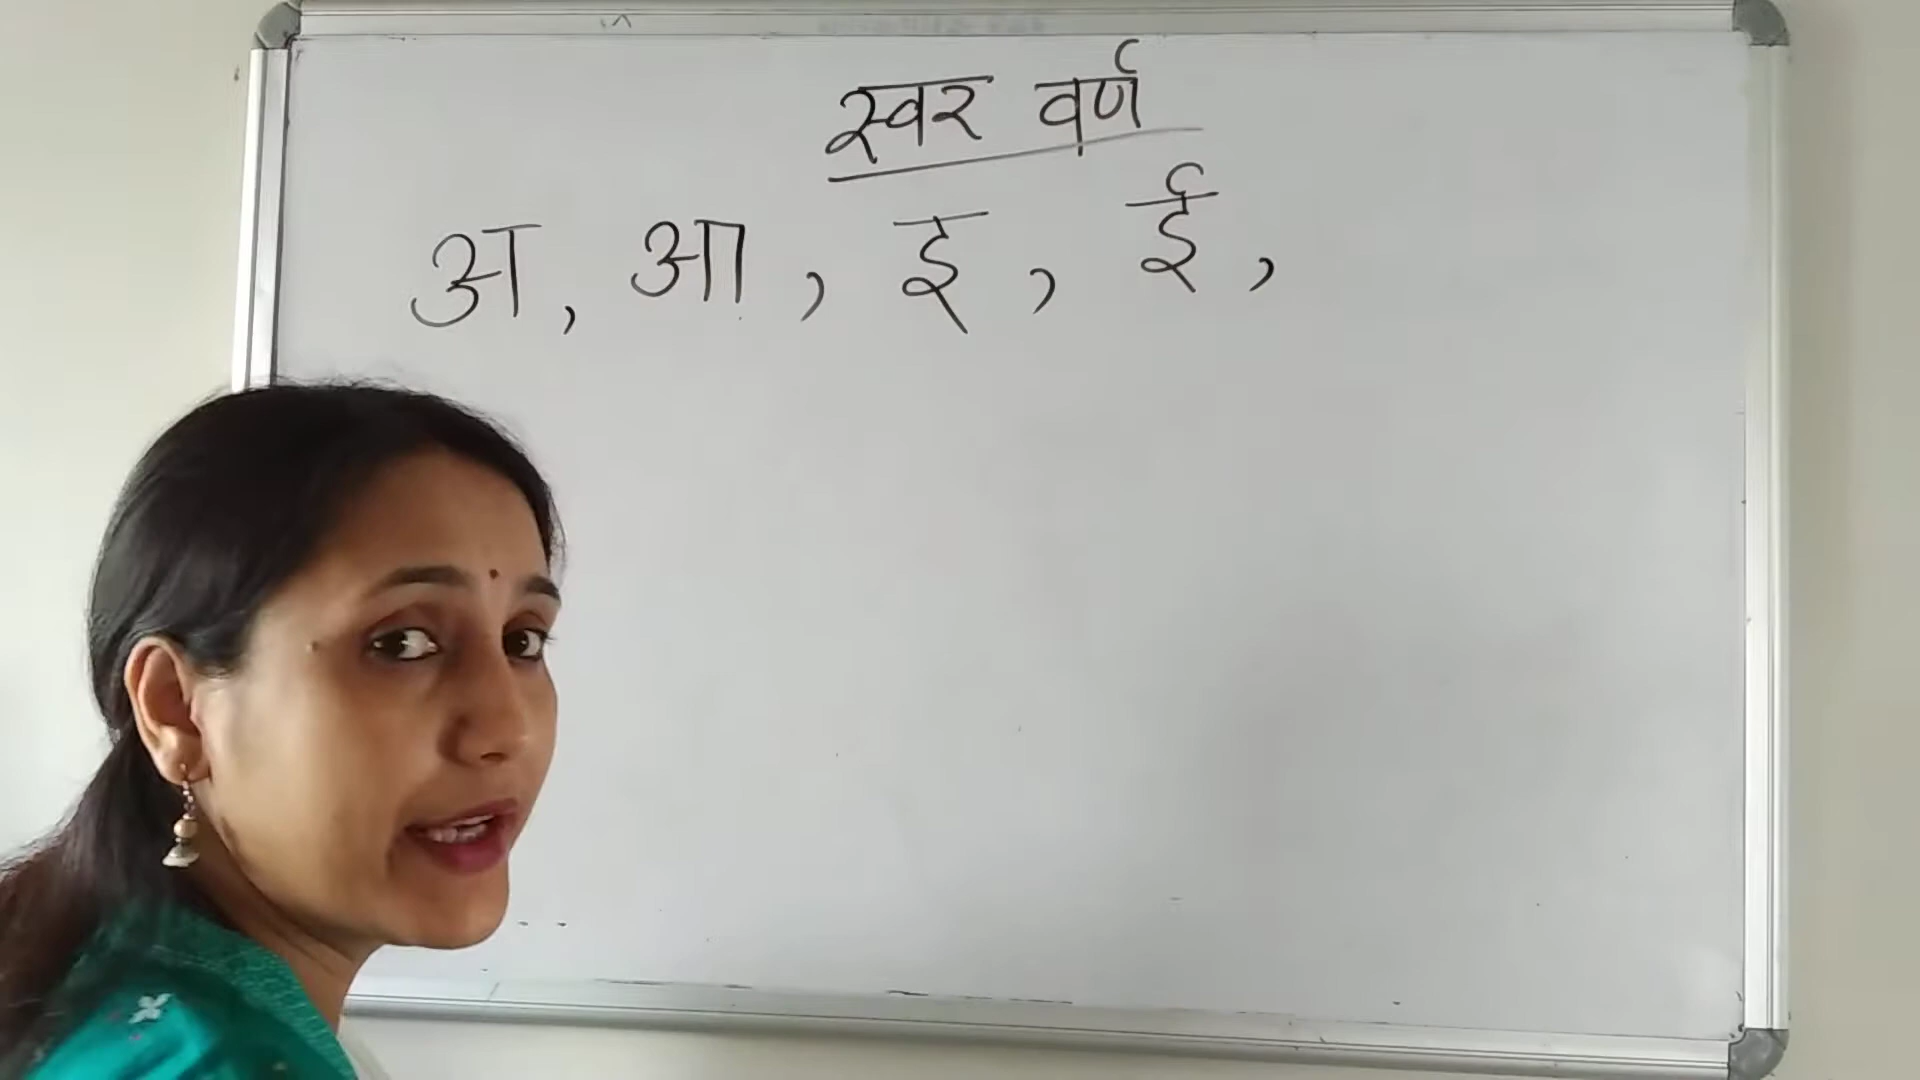 स्वर वर्ण
अ, आ, इ, ई,